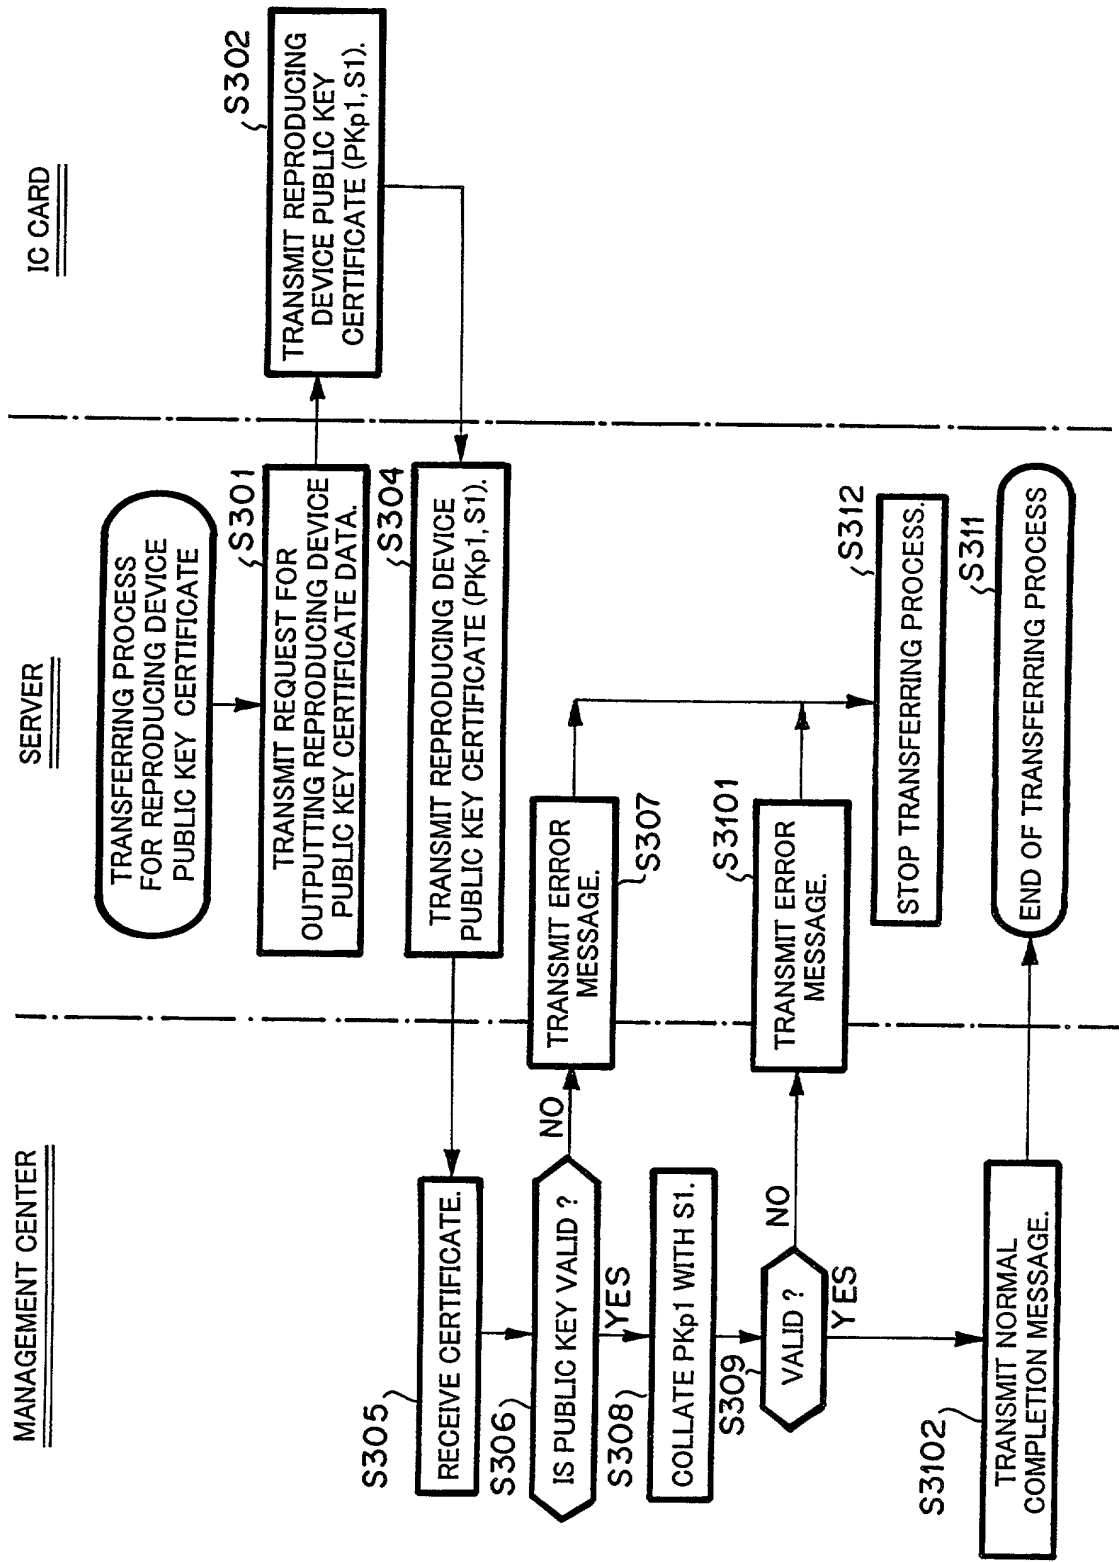 MANAGEMENT CENTER
SERVER
IC CARD
TRANSFERRING PROCESS
FOR REPRODUCING DEVICE
PUBLIC KEY CERTIFICATE
S301
TRANSMIT REQUEST FOR
OUTPUTTING REPRODUCING DEVICE
PUBLIC KEY CERTIFICATE DATA.
S302
TRANSMIT REPRODUCING
DEVICE PUBLIC KEY
CERTIFICATE (PKp1, S1).
S304
TRANSMIT REPRODUCING DEVICE
PUBLIC KEY CERTIFICATE (PKp1, S1).
S305
RECEIVE CERTIFICATE.
S306
IS PUBLIC KEY VALID ?
NO
YES
TRANSMIT ERROR
MESSAGE.
S307
S308
COLLATE PKp1 WITH S1.
S309
VALID ?
NO
YES
S3101
TRANSMIT ERROR
MESSAGE.
S312
STOP TRANSFERRING PROCESS.
S3102
TRANSMIT NORMAL
COMPLETION MESSAGE.
S311
END OF TRANSFERRING PROCESS